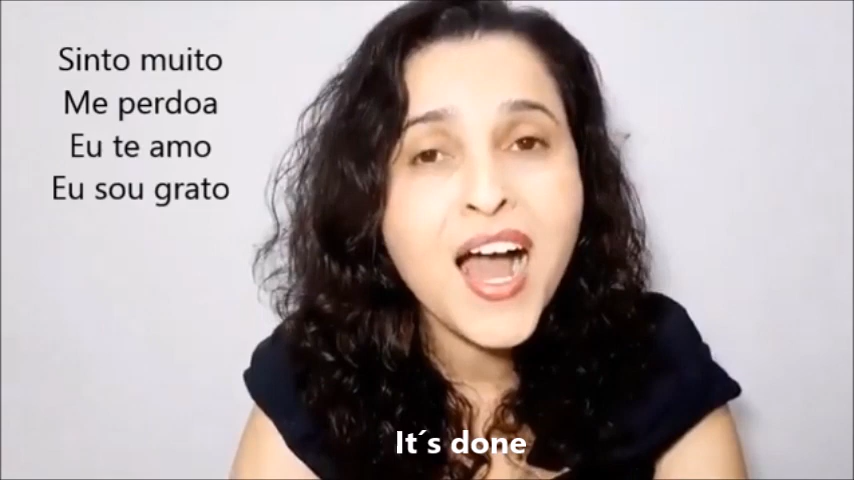 Sinto muito
Me perdoa
Eu te amo
Eu sou grato
It´s done